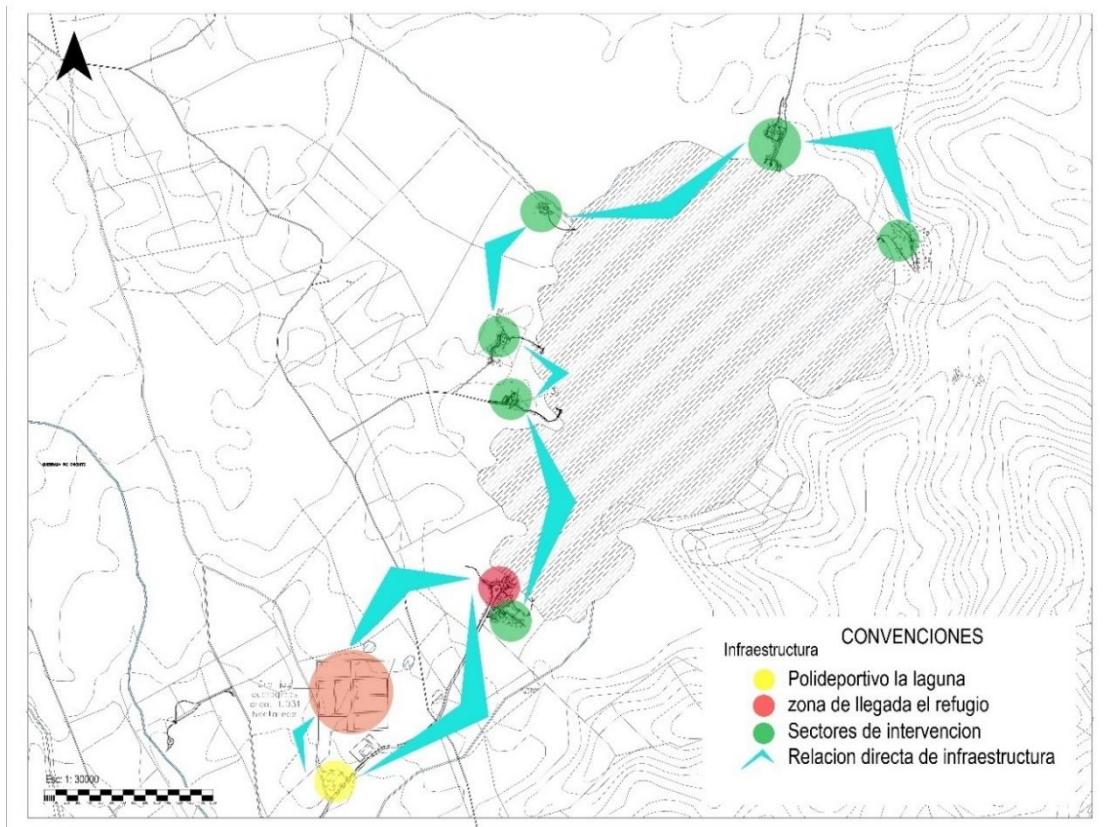 CONVENCIONES
Infraestructura
Polideportivo la laguna
zona de llegada el refugio
Sectores de intervencion
Relacion directa de infraestructura
Esc: 1: 30000